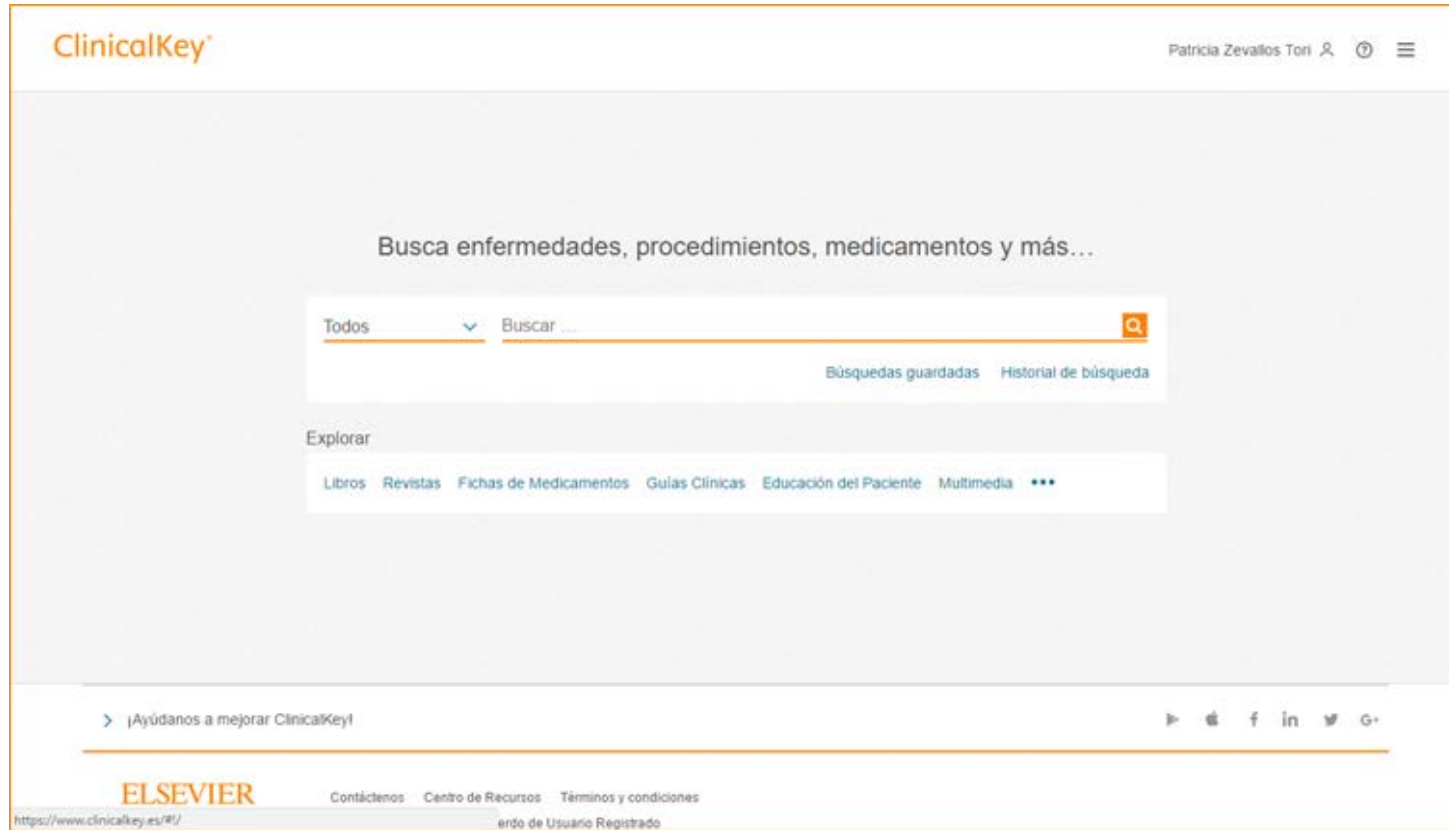 ClinicalKey
Patricia Zevallos Tori
Busca enfermedades, procedimientos, medicamentos y más...
Todos
Buscar ...
Búsquedas guardadas Historial de búsqueda
Explorar
Libros Revistas Fichas de Medicamentos Guías Clínicas Educación del Paciente Multimedia •••
¡Ayúdanos a mejorar ClinicalKey!
f in G+
ELSEVIER
Contáctenos Centro de Recursos Términos y condiciones
https://www.clinicalkey.es/#!/
erdo de Usuario Registrado